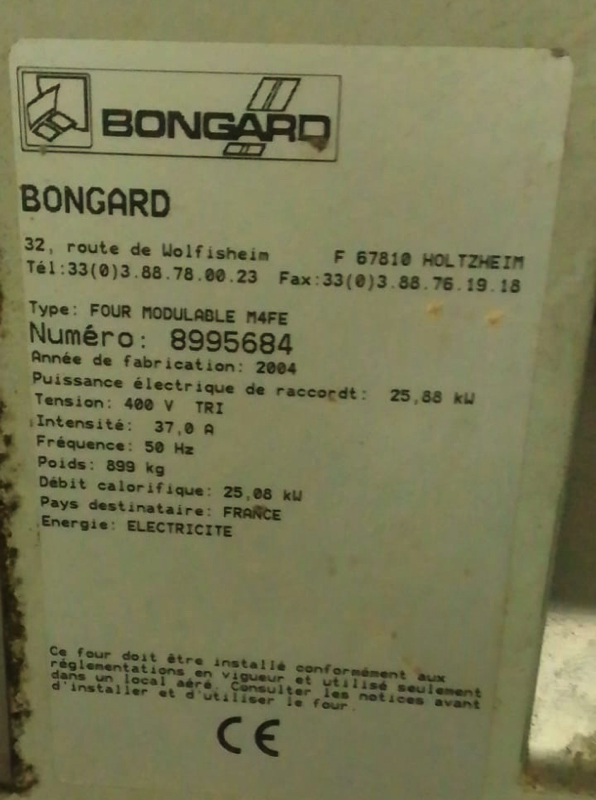 BONGARD
BONGARD
32, route de Wolfisheim F 67810 HOLTZHEIM
Tél:33(0)3.88.78.00.23 Fax:33(0)3.88.76.19.18
Type: FOUR MODULABLE M4FE
Numéro: 8995684
Année de fabrication: 2004
Puissance électrique de raccordt: 25,88 kW
Tension: 400 V TRI
Intensité: 37,0 A
Fréquence: 50 Hz
Poids: 899 kg
Débit calorifique: 25,08 kW
Pays destinataire: FRANCE
Energie: ELECTRICITE
Ce four doit être installé conformément aux
réglementations en vigueur et utilisé seulement
dans un local aéré. Consulter les notices avant
d'installer et d'utiliser le four.
CE